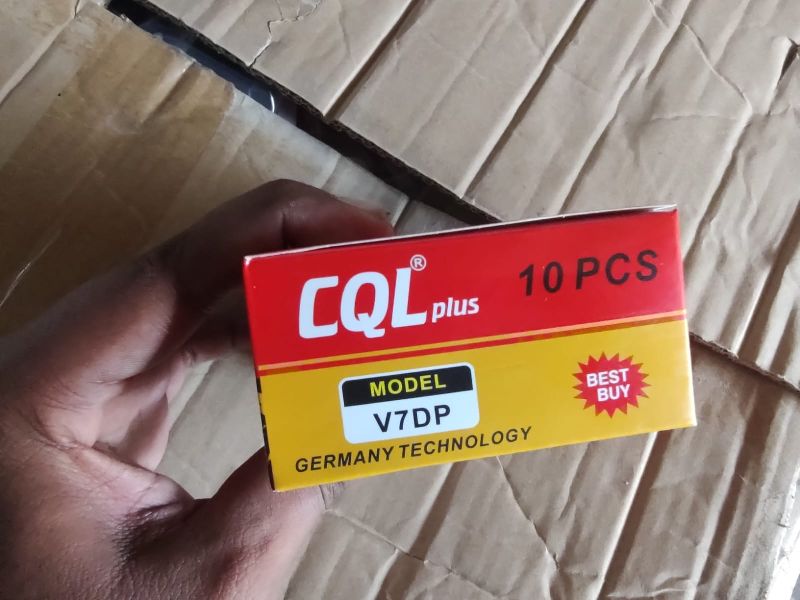 CQL® plus
10 PCS
MODEL
V7DP
BEST
BUY
GERMANY TECHNOLOGY